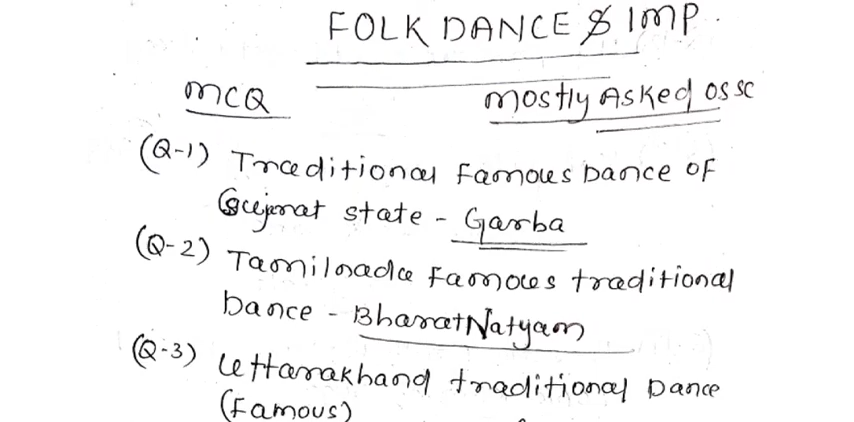 FOLK DANCE $ IMP.
MCQ
Mostly Asked OSSC
(Q-1) Traditional Famous Dance of
Gujarat state - Garba
(Q-2) Tamilnadu Famous traditional
Dance - BharatNatyam
(Q-3) Uttarakhand traditional Dance
(Famous)